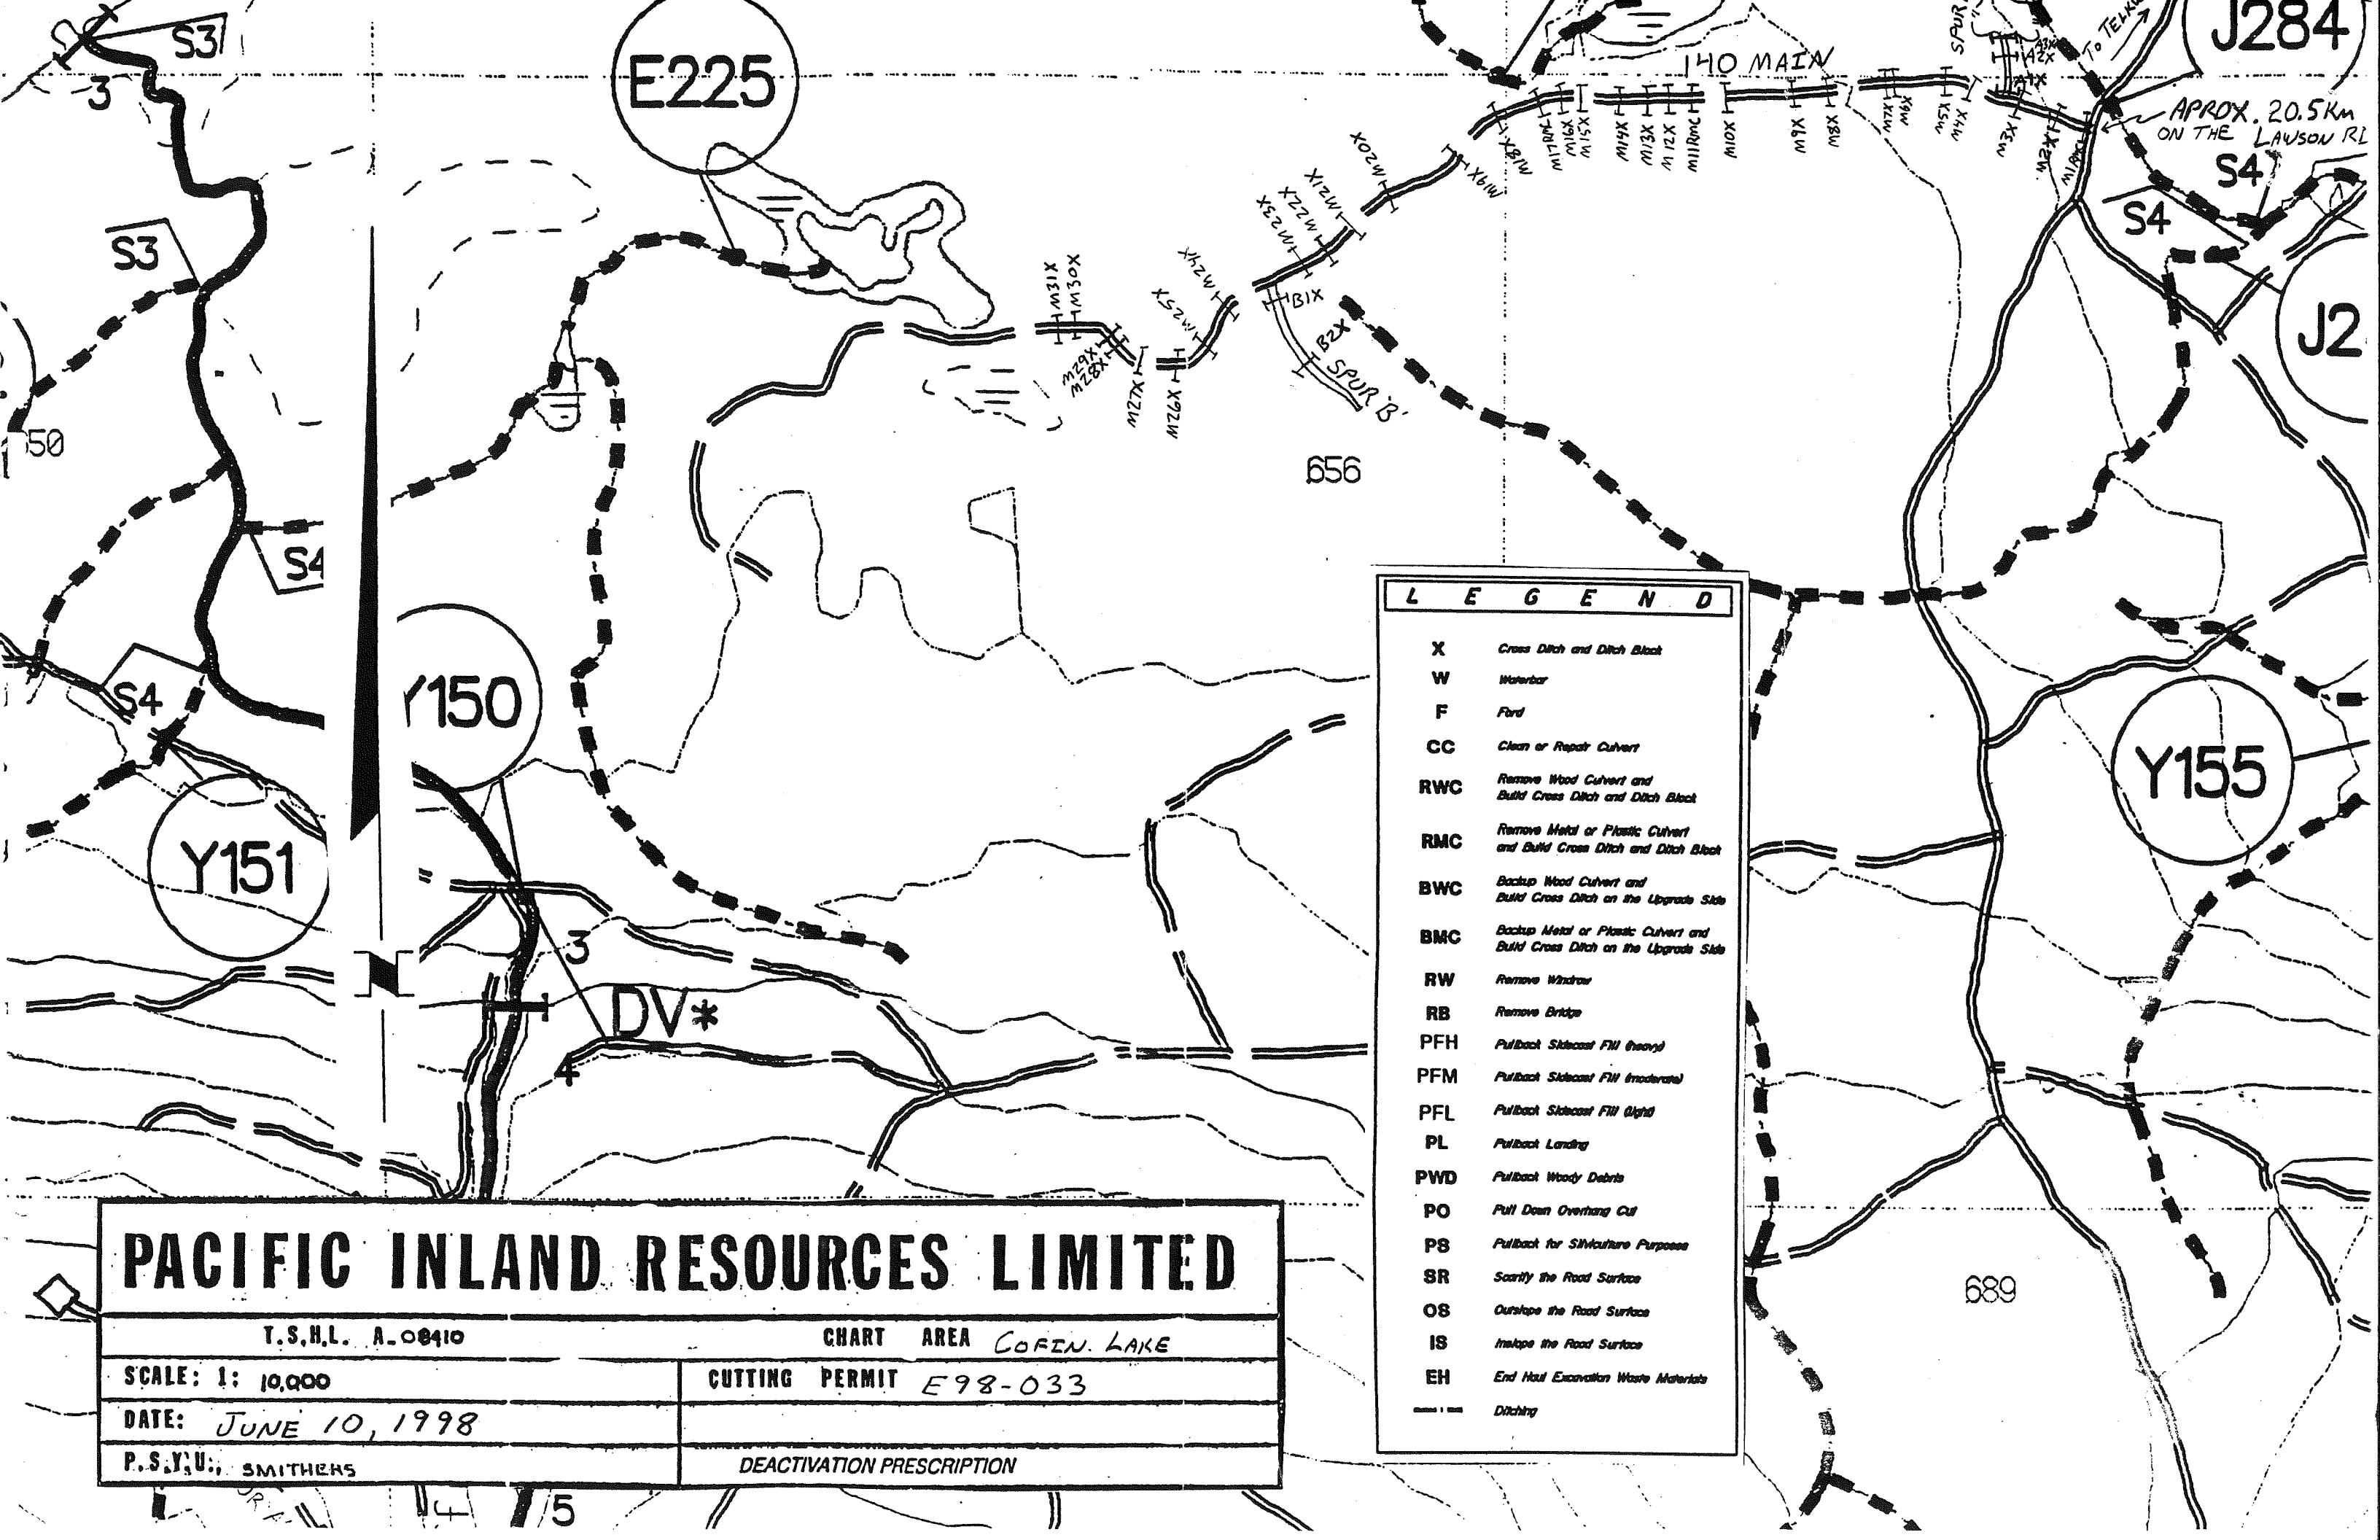 S3
3
E225
140 MAIN
TO
J284
APROX. 20.5Km
ON THE LAWSON
A2X
M20X
M19X
M18X
M17RMC
M16X
M15X
M14X
M13X
M12X
M11RMC
M10X
M9X
M8X
M7X
M6X
M5X
M4X
M3X
M2X
S4
S4
S3
M23X
M22X
M21X
M31X
M30X
M25X
M24X
B1X
B2X
SPUR 'B'
M29X
M28X
M27X
M26X
J2
50
656
S4
S4
Y150
Y151
Y155
3
DV*
4
N
689
5
LEGEND
X Cross Ditch and Ditch Block
W Waterbar
F Ford
CC Clean or Repair Culvert
RWC Remove Wood Culvert and
Build Cross Ditch and Ditch Block
RMC Remove Metal or Plastic Culvert
and Build Cross Ditch and Ditch Block
BWC Backup Wood Culvert and
Build Cross Ditch on the Upgrade Side
BMC Backup Metal or Plastic Culvert and
Build Cross Ditch on the Upgrade Side
RW Remove Windrow
RB Remove Bridge
PFH Pullback Sidecast Fill (heavy)
PFM Pullback Sidecast Fill (moderate)
PFL Pullback Sidecast Fill (light)
PL Pullback Landing
PWD Pullback Woody Debris
PO Pull Down Overhang Cut
PS Pullback for Silviculture Purposes
SR Scarify the Road Surface
OS Outslope the Road Surface
IS Inslope the Road Surface
EH End Haul Excavation Waste Materials
Ditching
PACIFIC INLAND RESOURCES LIMITED
T.S.H.L. A-08410 CHART AREA COFIN. LAKE
SCALE: 1: 10,000 CUTTING PERMIT E98-033
DATE: JUNE 10, 1998
P.S.Y.U: SMITHERS DEACTIVATION PRESCRIPTION